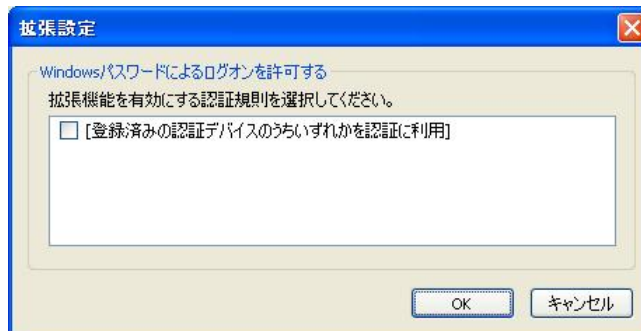 拡張設定
Windowsパスワードによるログオンを許可する
拡張機能を有効にする認証規則を選択してください。
[登録済みの認証デバイスのうちいずれかを認証に利用]
OK
キャンセル